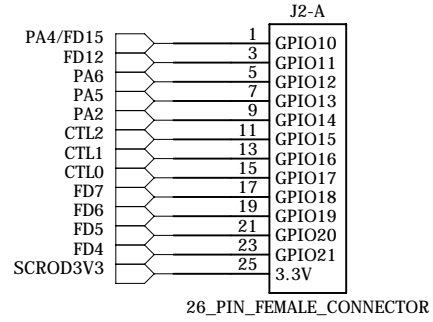 J2-A
PA4/FD15 1 GPIO10
FD12 3 GPIO11
PA6 5 GPIO12
PA5 7 GPIO13
PA2 9 GPIO14
CTL2 11 GPIO15
CTL1 13 GPIO16
CTL0 15 GPIO17
FD7 17 GPIO18
FD6 19 GPIO19
FD5 21 GPIO20
FD4 23 GPIO21
SCROD3V3 25 3.3V
26_PIN_FEMALE_CONNECTOR